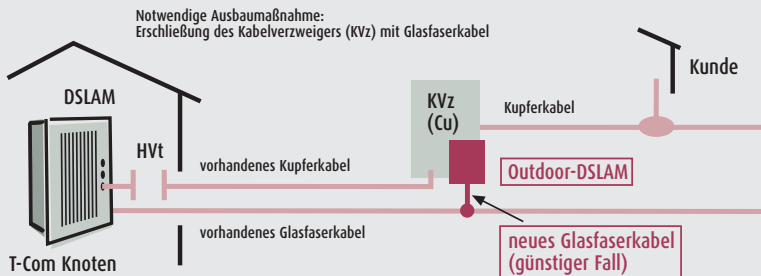 Notwendige Ausbaumaßnahme:
Erschließung des Kabelverzweigers (KVz) mit Glasfaserkabel
Kunde
DSLAM
KVz
(Cu)
Kupferkabel
HVt
vorhandenes Kupferkabel
Outdoor-DSLAM
vorhandenes Glasfaserkabel
neues Glasfaserkabel
(günstiger Fall)
T-Com Knoten